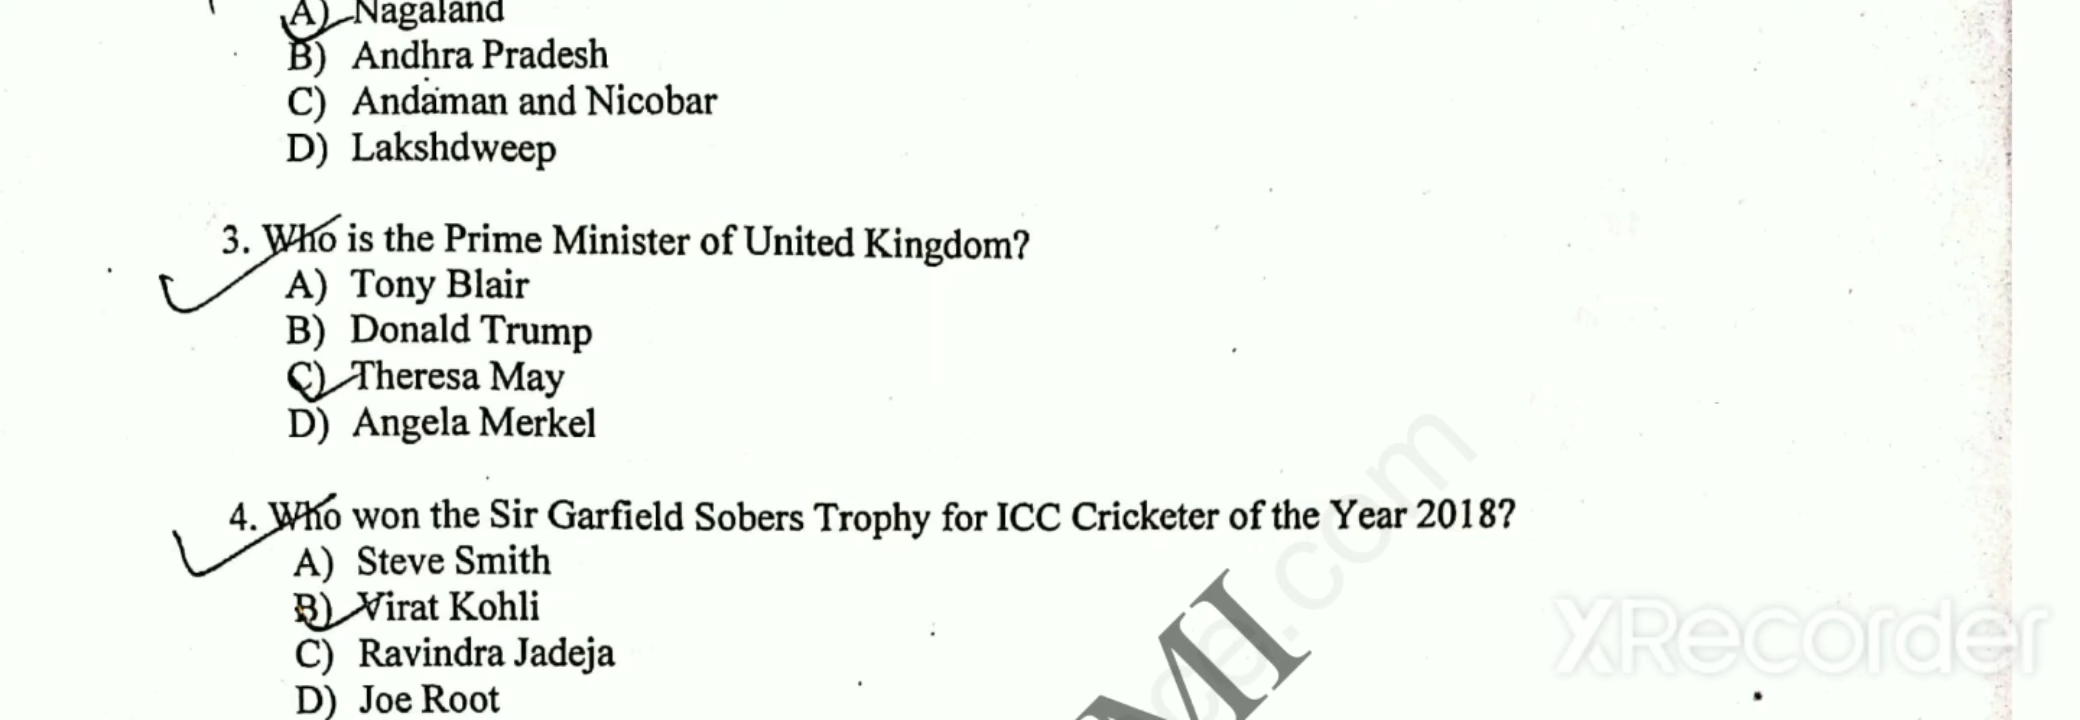 A) Nagaland
B) Andhra Pradesh
C) Andaman and Nicobar
D) Lakshdweep
3. Who is the Prime Minister of United Kingdom?
A) Tony Blair
B) Donald Trump
C) Theresa May
D) Angela Merkel
4. Who won the Sir Garfield Sobers Trophy for ICC Cricketer of the Year 2018?
A) Steve Smith
B) Virat Kohli
C) Ravindra Jadeja
D) Joe Root
.com
MI
XRecorder